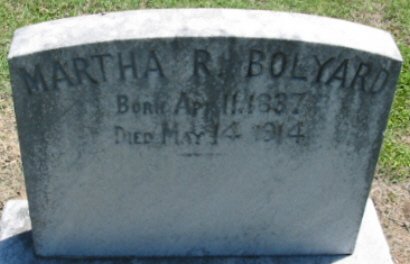 MARTHA R. BOLYARD
BORN APR. 11. 1837
DIED MAY 14 1914